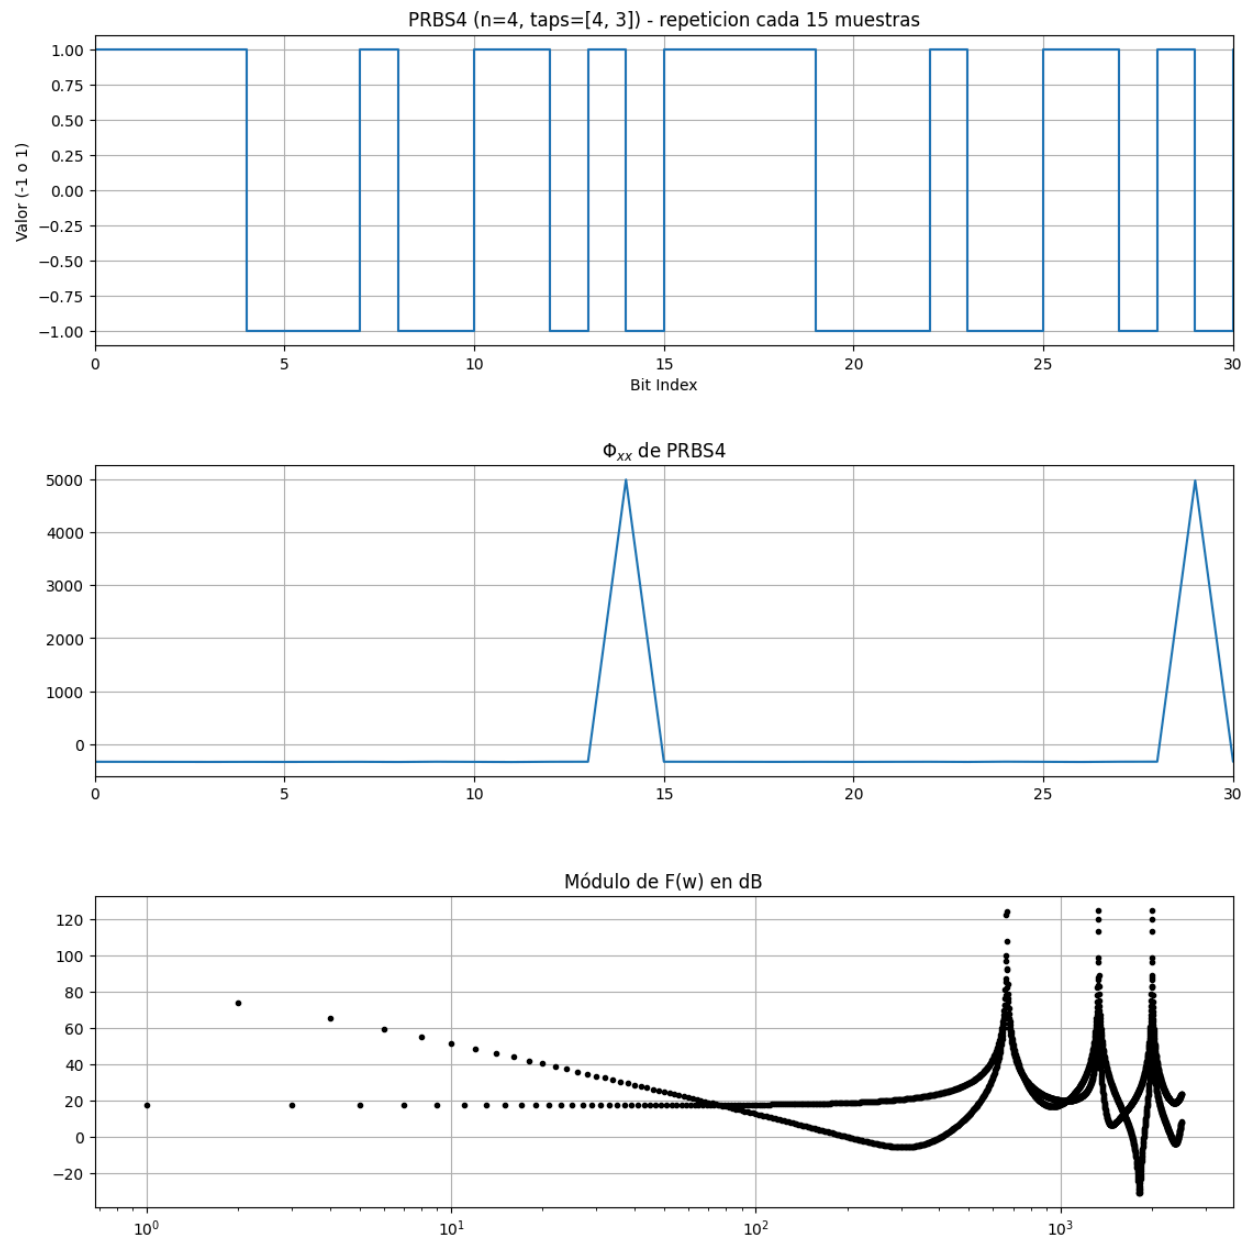 PRBS4 (n=4, taps=[4, 3]) - repeticion cada 15 muestras
1.00
0.75
0.50
0.25
0.00
−0.25
−0.50
−0.75
−1.00
Valor (-1 o 1)
0 5 10 15 20 25 30
Bit Index
Φxx de PRBS4
5000
4000
3000
2000
1000
0
0 5 10 15 20 25 30
Módulo de F(w) en dB
120
100
80
60
40
20
0
−20
10⁰ 10¹ 10² 10³